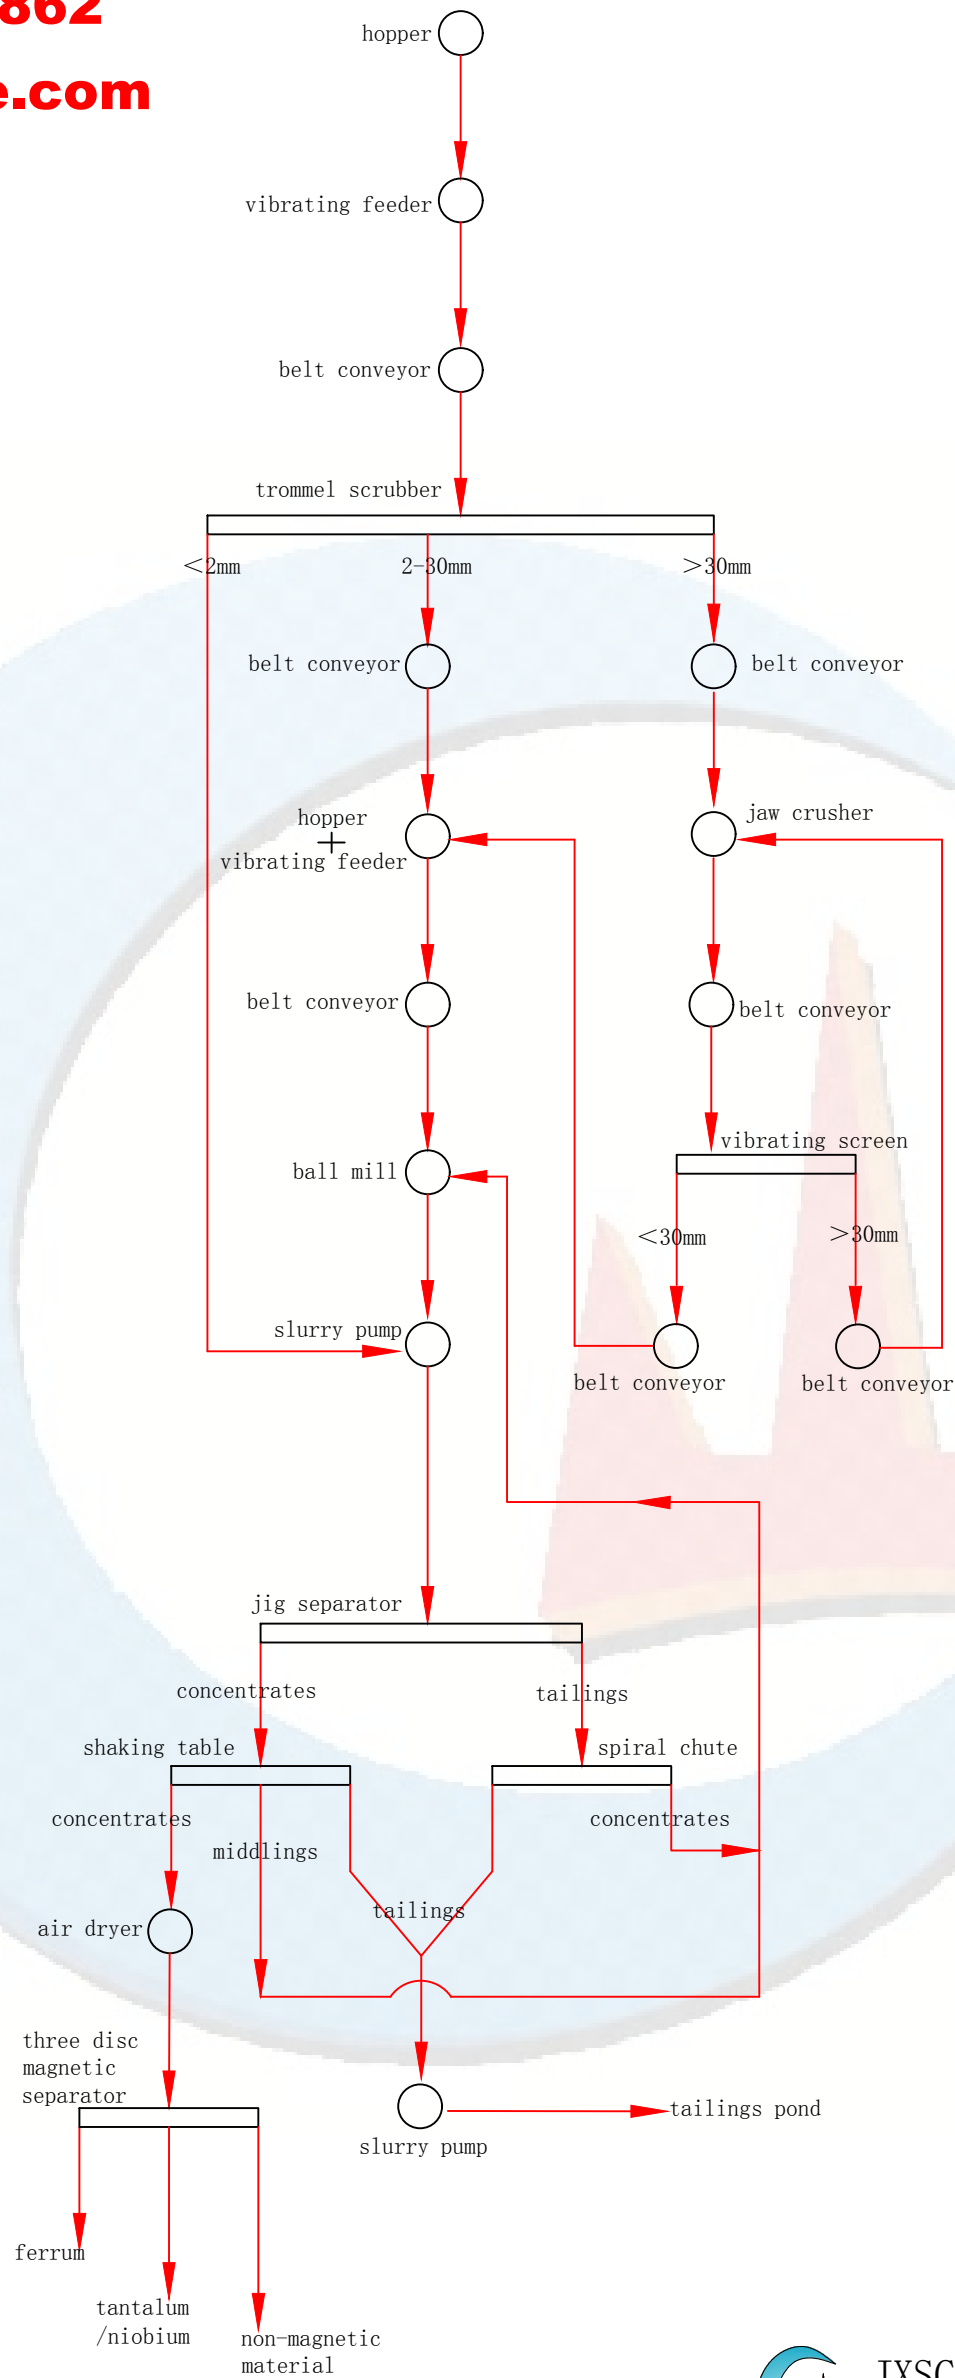 862
e.com
hopper
vibrating feeder
belt conveyor
trommel scrubber
<2mm
2-30mm
>30mm
belt conveyor
belt conveyor
hopper
+
vibrating feeder
jaw crusher
belt conveyor
belt conveyor
vibrating screen
ball mill
<30mm
>30mm
slurry pump
belt conveyor
belt conveyor
jig separator
concentrates
tailings
shaking table
spiral chute
concentrates
concentrates
middlings
tailings
air dryer
three disc
magnetic
separator
tailings pond
slurry pump
ferrum
tantalum
/niobium
non-magnetic
material
JXSC